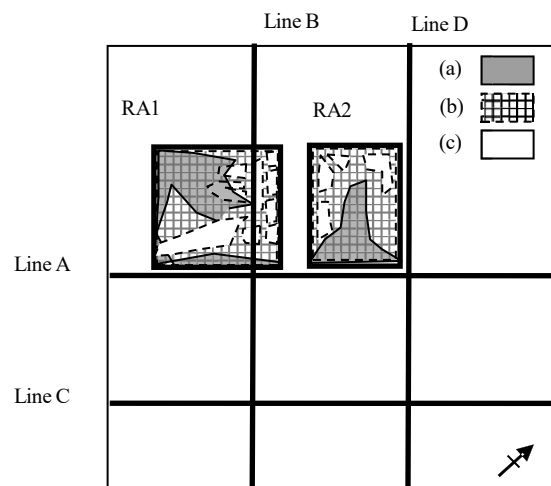 Line B
Line D
(a)
RA1
RA2
(b)
(c)
Line A
Line C